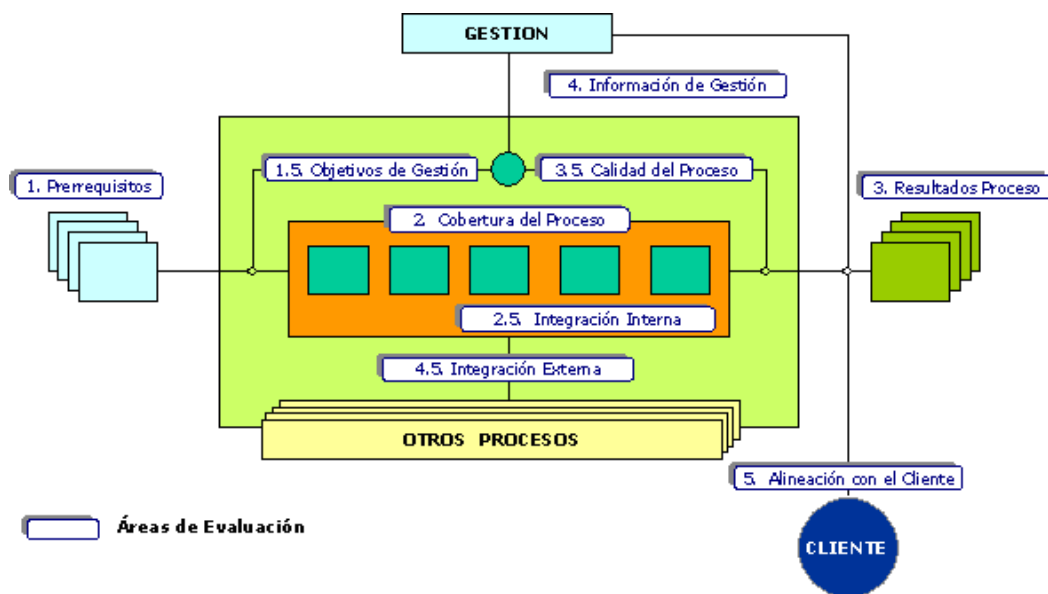 GESTION
4. Información de Gestión
1.5. Objetivos de Gestión
3.5. Calidad del Proceso
1. Prerrequisitos
3. Resultados Proceso
2. Cobertura del Proceso
2.5. Integración Interna
4.5. Integración Externa
OTROS PROCESOS
5. Alineación con el Cliente
Áreas de Evaluación
CLIENTE